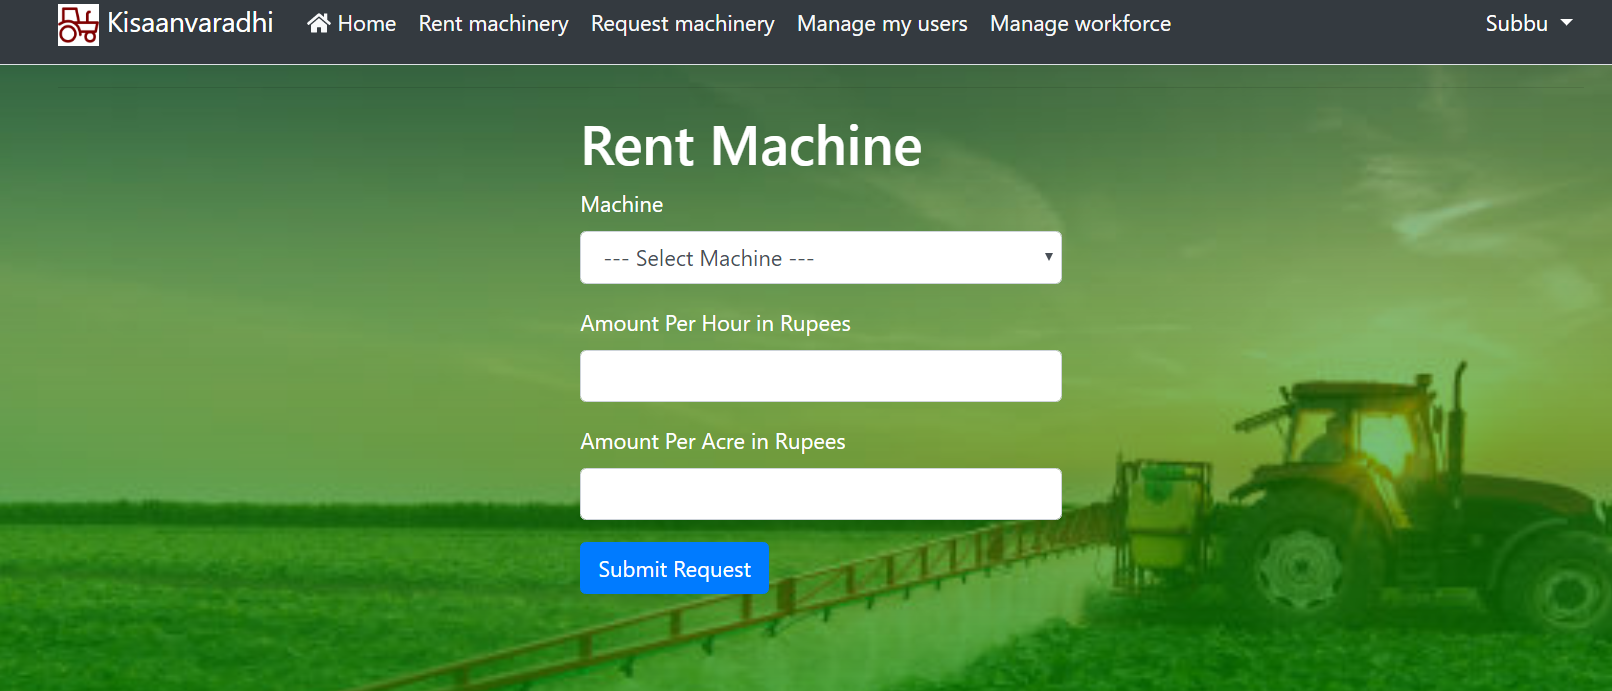 Kisaanvaradhi Home Rent machinery Request machinery Manage my users Manage workforce Subbu
Rent Machine
Machine
--- Select Machine ---
Amount Per Hour in Rupees
Amount Per Acre in Rupees
Submit Request